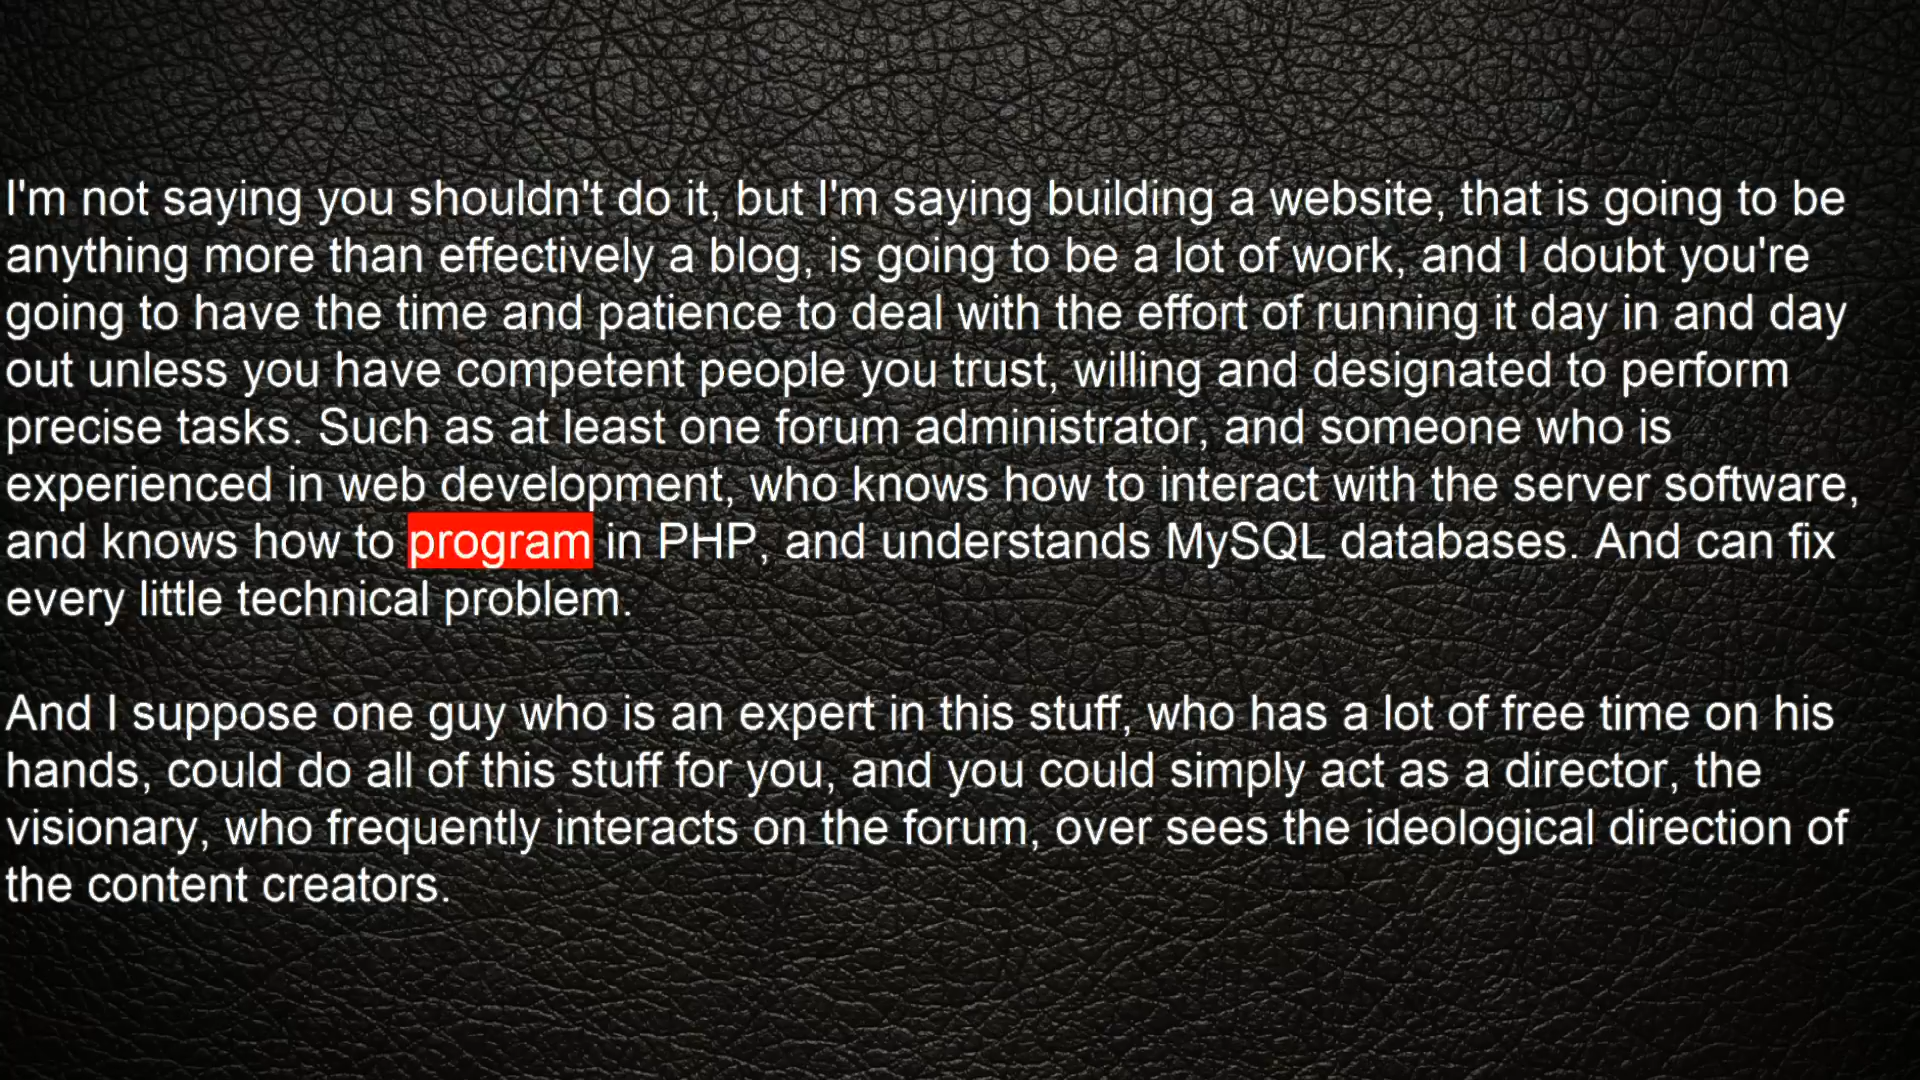 I'm not saying you shouldn't do it, but I'm saying building a website, that is going to be
anything more than effectively a blog, is going to be a lot of work, and I doubt you're
going to have the time and patience to deal with the effort of running it day in and day
out unless you have competent people you trust, willing and designated to perform
precise tasks. Such as at least one forum administrator, and someone who is
experienced in web development, who knows how to interact with the server software,
and knows how to program in PHP, and understands MySQL databases. And can fix
every little technical problem.
And I suppose one guy who is an expert in this stuff, who has a lot of free time on his
hands, could do all of this stuff for you, and you could simply act as a director, the
visionary, who frequently interacts on the forum, over sees the ideological direction of
the content creators.